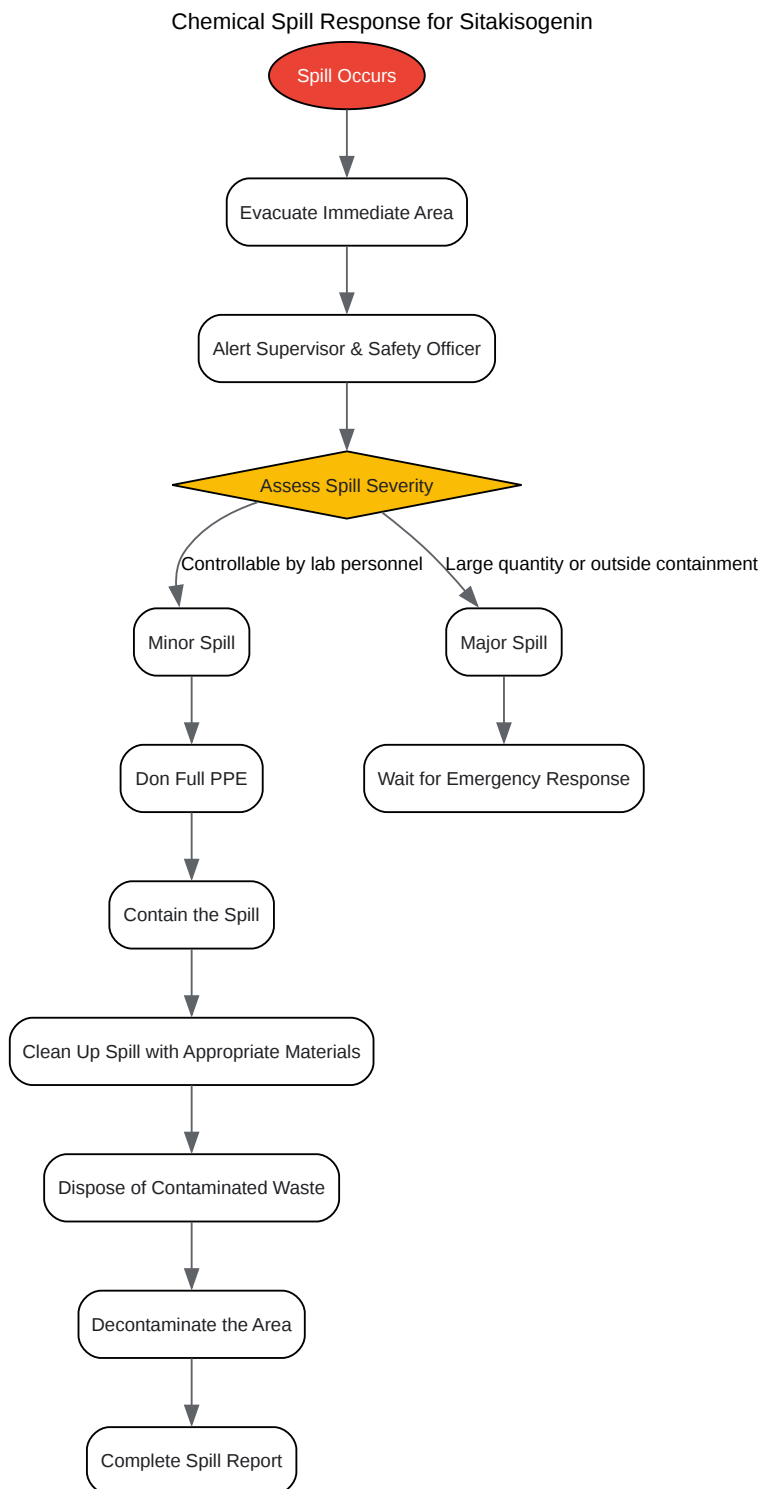 Chemical Spill Response for Sitakisogenin
Spill Occurs
Evacuate Immediate Area
Alert Supervisor & Safety Officer
Assess Spill Severity
Controllable by lab personnel
Large quantity or outside containment
Minor Spill
Major Spill
Don Full PPE
Wait for Emergency Response
Contain the Spill
Clean Up Spill with Appropriate Materials
Dispose of Contaminated Waste
Decontaminate the Area
Complete Spill Report